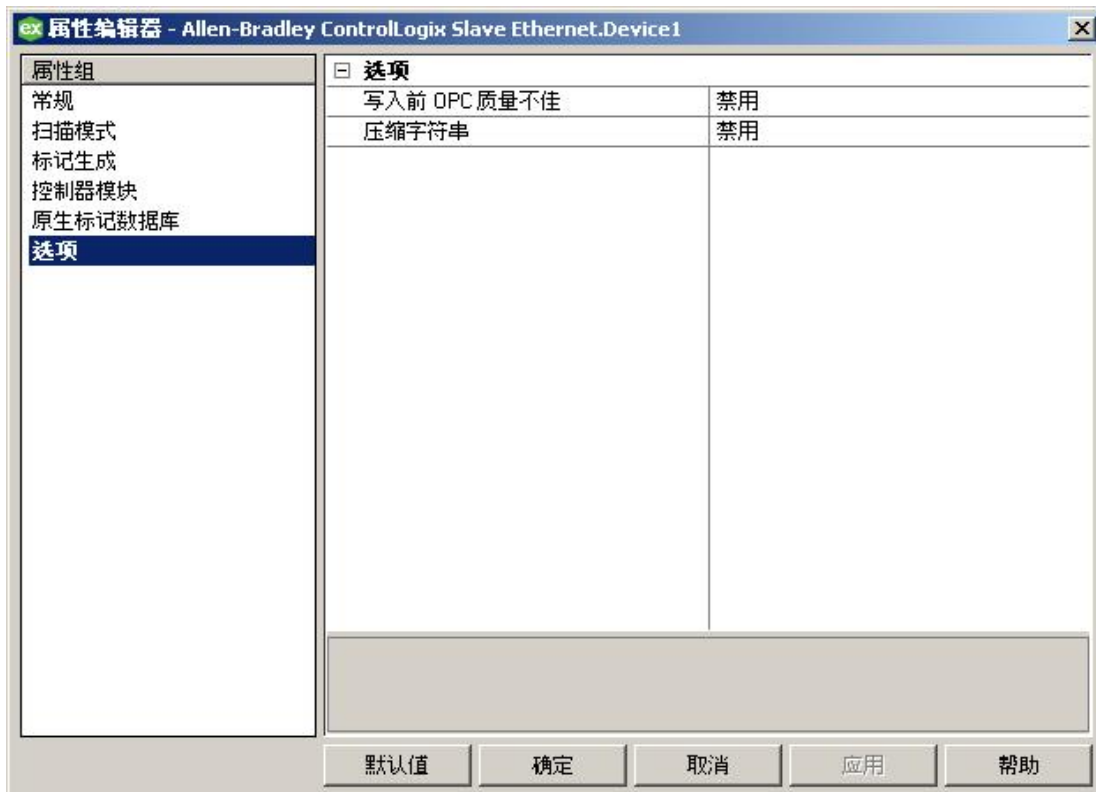 ex 属性编辑器 - Allen-Bradley ControlLogix Slave Ethernet.Device1
属性组
常规
扫描模式
标记生成
控制器模块
原生标记数据库
选项
选项
写入前 OPC 质量不佳 禁用
压缩字符串 禁用
默认值 确定 取消 应用 帮助